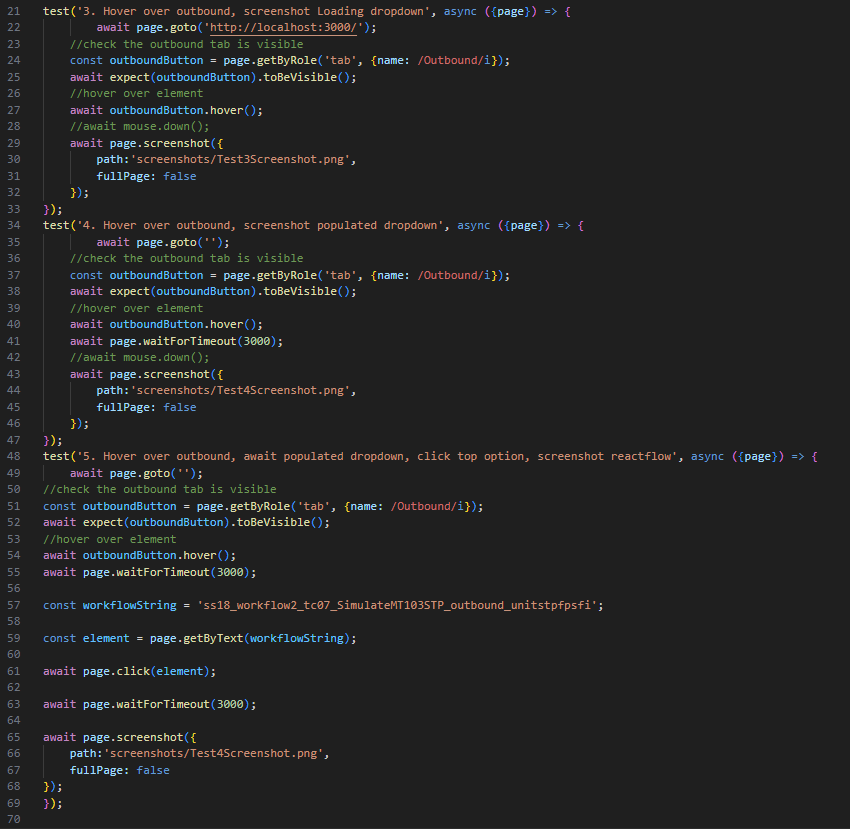 21 test('3. Hover over outbound, screenshot Loading dropdown', async ({page}) => {
22 await page.goto('http://localhost:3000/');
23 //check the outbound tab is visible
24 const outboundButton = page.getByRole('tab', {name: /Outbound/i});
25 await expect(outboundButton).toBeVisible();
26 //hover over element
27 await outboundButton.hover();
28 //await mouse.down();
29 await page.screenshot({
30 path:'screenshots/Test3Screenshot.png',
31 fullPage: false
32 });
33 });
34 test('4. Hover over outbound, screenshot populated dropdown', async ({page}) => {
35 await page.goto('');
36 //check the outbound tab is visible
37 const outboundButton = page.getByRole('tab', {name: /Outbound/i});
38 await expect(outboundButton).toBeVisible();
39 //hover over element
40 await outboundButton.hover();
41 await page.waitForTimeout(3000);
42 //await mouse.down();
43 await page.screenshot({
44 path:'screenshots/Test4Screenshot.png',
45 fullPage: false
46 });
47 });
48 test('5. Hover over outbound, await populated dropdown, click top option, screenshot reactflow', async ({page}) => {
49 await page.goto('');
50 //check the outbound tab is visible
51 const outboundButton = page.getByRole('tab', {name: /Outbound/i});
52 await expect(outboundButton).toBeVisible();
53 //hover over element
54 await outboundButton.hover();
55 await page.waitForTimeout(3000);
56
57 const workflowString = 'ss18_workflow2_tc07_SimulateMT103STP_outbound_unitstpfpsfi';
58
59 const element = page.getByText(workflowString);
60
61 await page.click(element);
62
63 await page.waitForTimeout(3000);
64
65 await page.screenshot({
66 path:'screenshots/Test4Screenshot.png',
67 fullPage: false
68 });
69 });
70